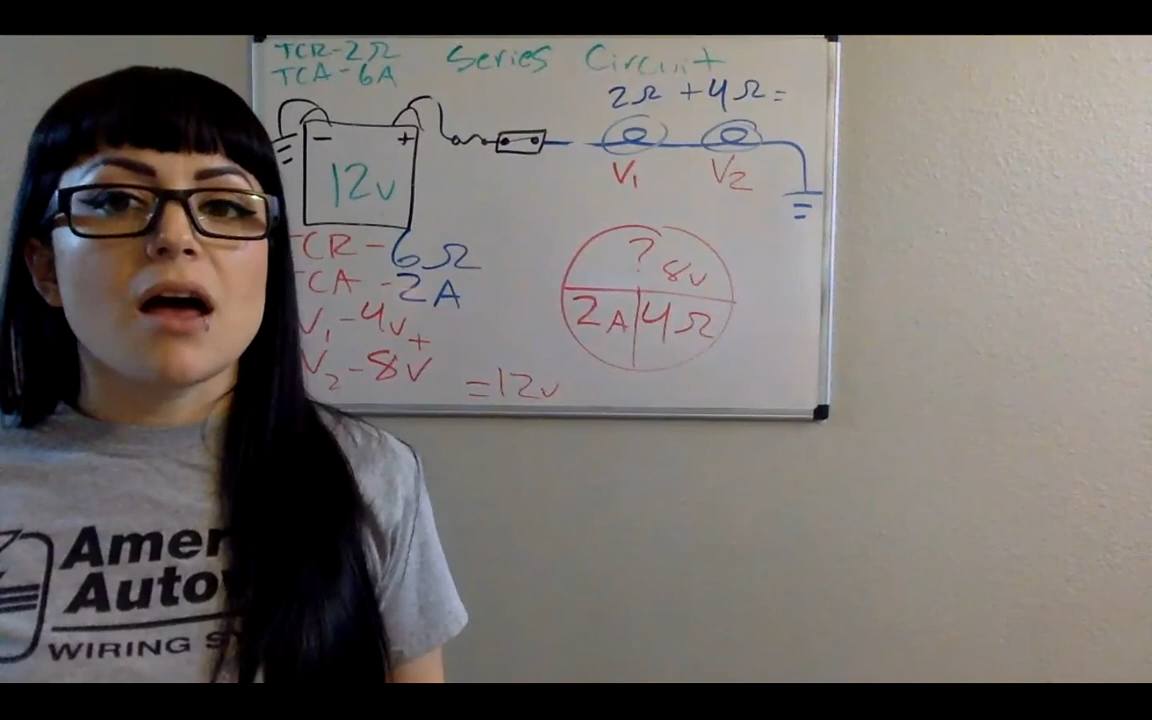 TCR-2Ω
TCA-6A
Series Circuit
2Ω +4Ω =
- +
12v
V1 V2
TCR-6Ω
CA-2A
V1-4v +
V2-8v
=12v
? 8v
2A 4Ω
Amer
Auto
WIRING S